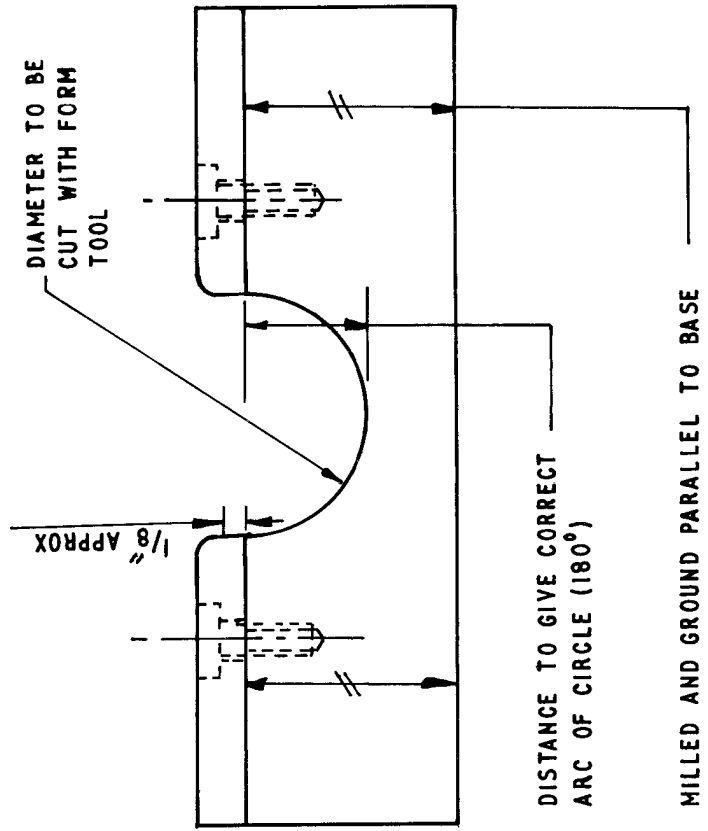 DIAMETER TO BE
CUT WITH FORM
TOOL
1/8" APPROX
DISTANCE TO GIVE CORRECT
ARC OF CIRCLE (180°)
MILLED AND GROUND PARALLEL TO BASE